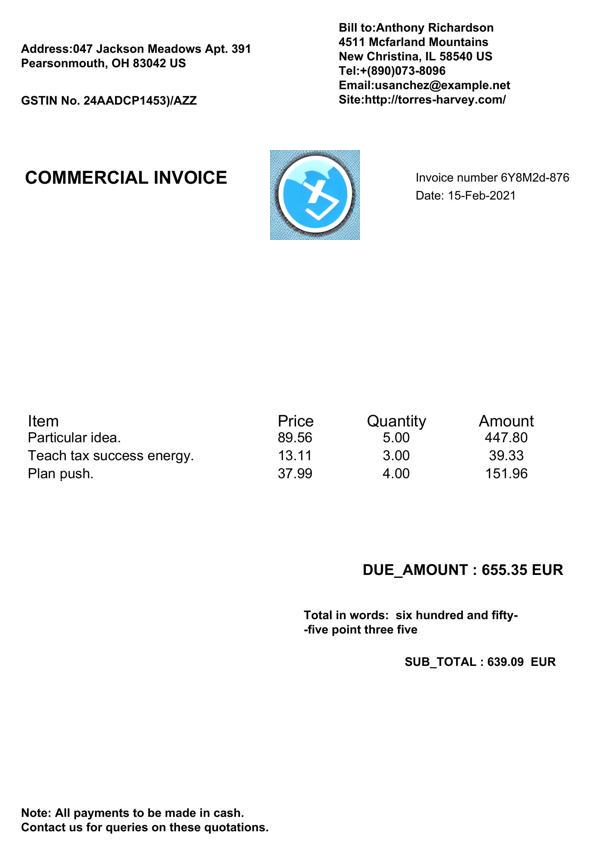 Address:047 Jackson Meadows Apt. 391
Pearsonmouth, OH 83042 US
GSTIN No. 24AADCP1453)/AZZ
Bill to:Anthony Richardson
4511 Mcfarland Mountains
New Christina, IL 58540 US
Tel:+(890)073-8096
Email:usanchez@example.net
Site:http://torres-harvey.com/
COMMERCIAL INVOICE
Invoice number 6Y8M2d-876
Date: 15-Feb-2021
Item Price Quantity Amount
Particular idea. 89.56 5.00 447.80
Teach tax success energy. 13.11 3.00 39.33
Plan push. 37.99 4.00 151.96
DUE_AMOUNT : 655.35 EUR
Total in words:  six hundred and fifty-
-five point three five
SUB_TOTAL : 639.09  EUR
Note: All payments to be made in cash.
Contact us for queries on these quotations.